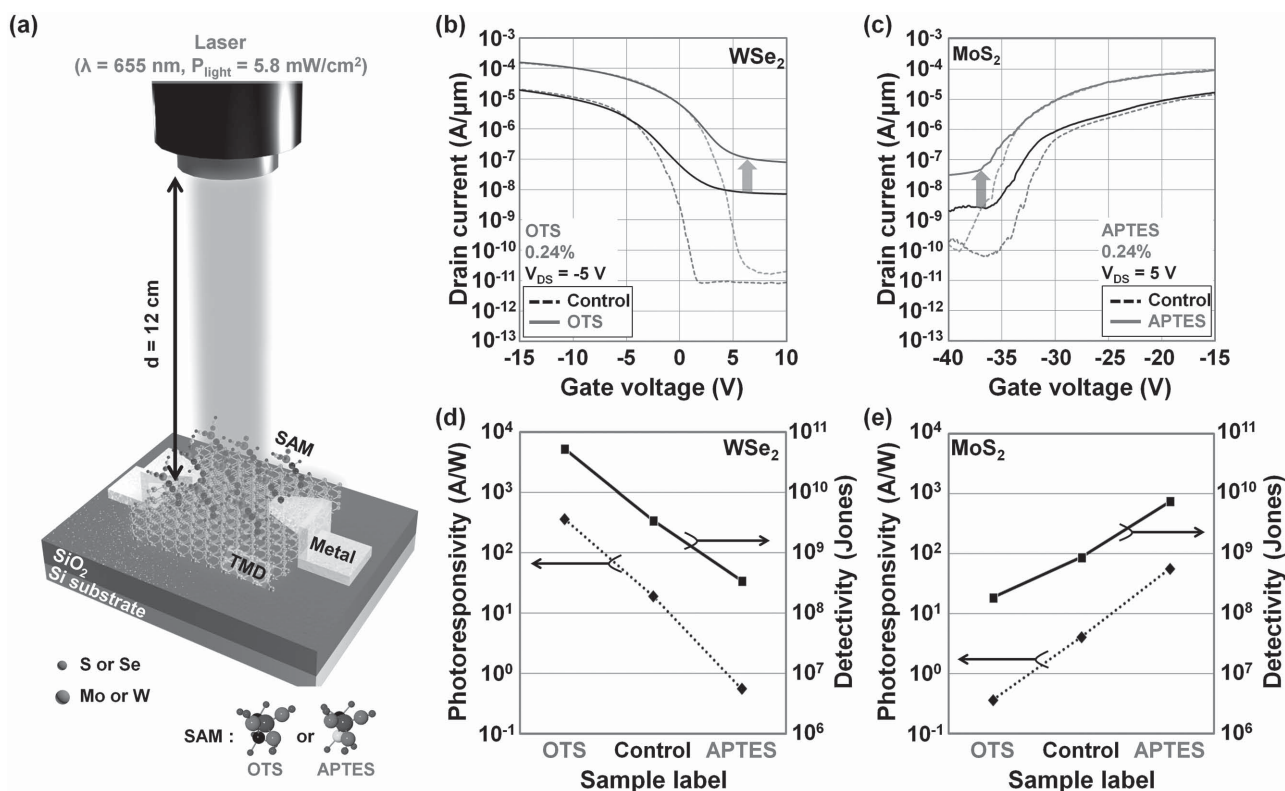 (a)
Laser
(λ = 655 nm, P_light = 5.8 mW/cm²)
d = 12 cm
SAM
Metal
TMD
SiO₂
Si substrate
S or Se
Mo or W
SAM : or
OTS APTES
(b)
WSe₂
Drain current (A/μm)
10⁻³
10⁻⁴
10⁻⁵
10⁻⁶
10⁻⁷
10⁻⁸
10⁻⁹
10⁻¹⁰
10⁻¹¹
10⁻¹²
10⁻¹³
OTS
0.24%
V_DS = -5 V
Control
OTS
-15 -10 -5 0 5 10
Gate voltage (V)
(c)
MoS₂
Drain current (A/μm)
10⁻³
10⁻⁴
10⁻⁵
10⁻⁶
10⁻⁷
10⁻⁸
10⁻⁹
10⁻¹⁰
10⁻¹¹
10⁻¹²
10⁻¹³
APTES
0.24%
V_DS = 5 V
Control
APTES
-40 -35 -30 -25 -20 -15
Gate voltage (V)
(d)
WSe₂
Photoresponsivity (A/W)
10⁴
10³
10²
10¹
10⁰
10⁻¹
10¹¹
10¹⁰
10⁹
10⁸
10⁷
10⁶
Detectivity (Jones)
OTS Control APTES
Sample label
(e)
MoS₂
Photoresponsivity (A/W)
10⁴
10³
10²
10¹
10⁰
10⁻¹
10¹¹
10¹⁰
10⁹
10⁸
10⁷
10⁶
Detectivity (Jones)
OTS Control APTES
Sample label